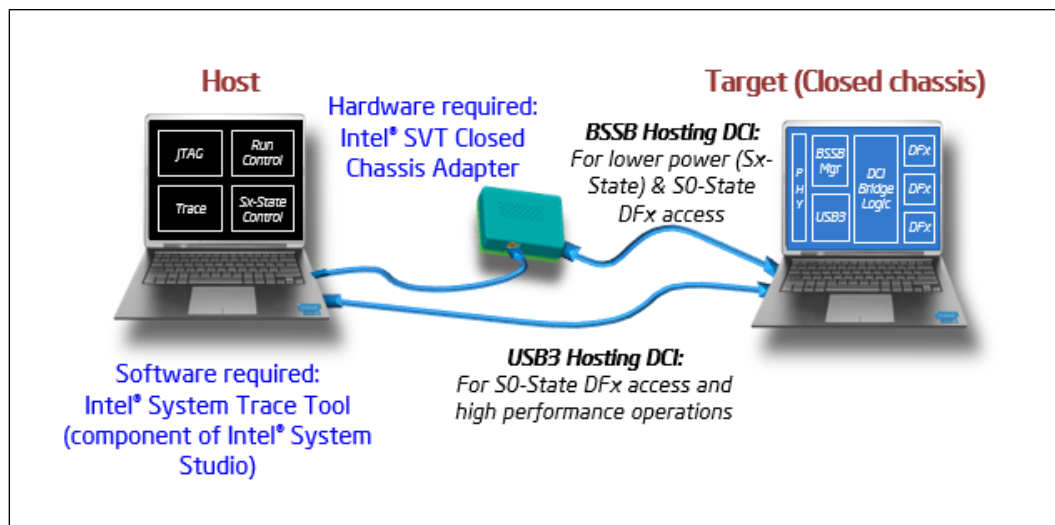 Host
Target (Closed chassis)
Hardware required:
Intel® SVT Closed
Chassis Adapter
BSSB Hosting DCI:
For lower power (Sx-
State) & S0-State
DFx access
JTAG
Run
Control
Trace
Sx-State
Control
P
H
Y
BSSB
Mgr
USB3
DCI
Bridge
Logic
DFx
DFx
DFx
USB3 Hosting DCI:
For S0-State DFx access and
high performance operations
Software required:
Intel® System Trace Tool
(component of Intel® System
Studio)